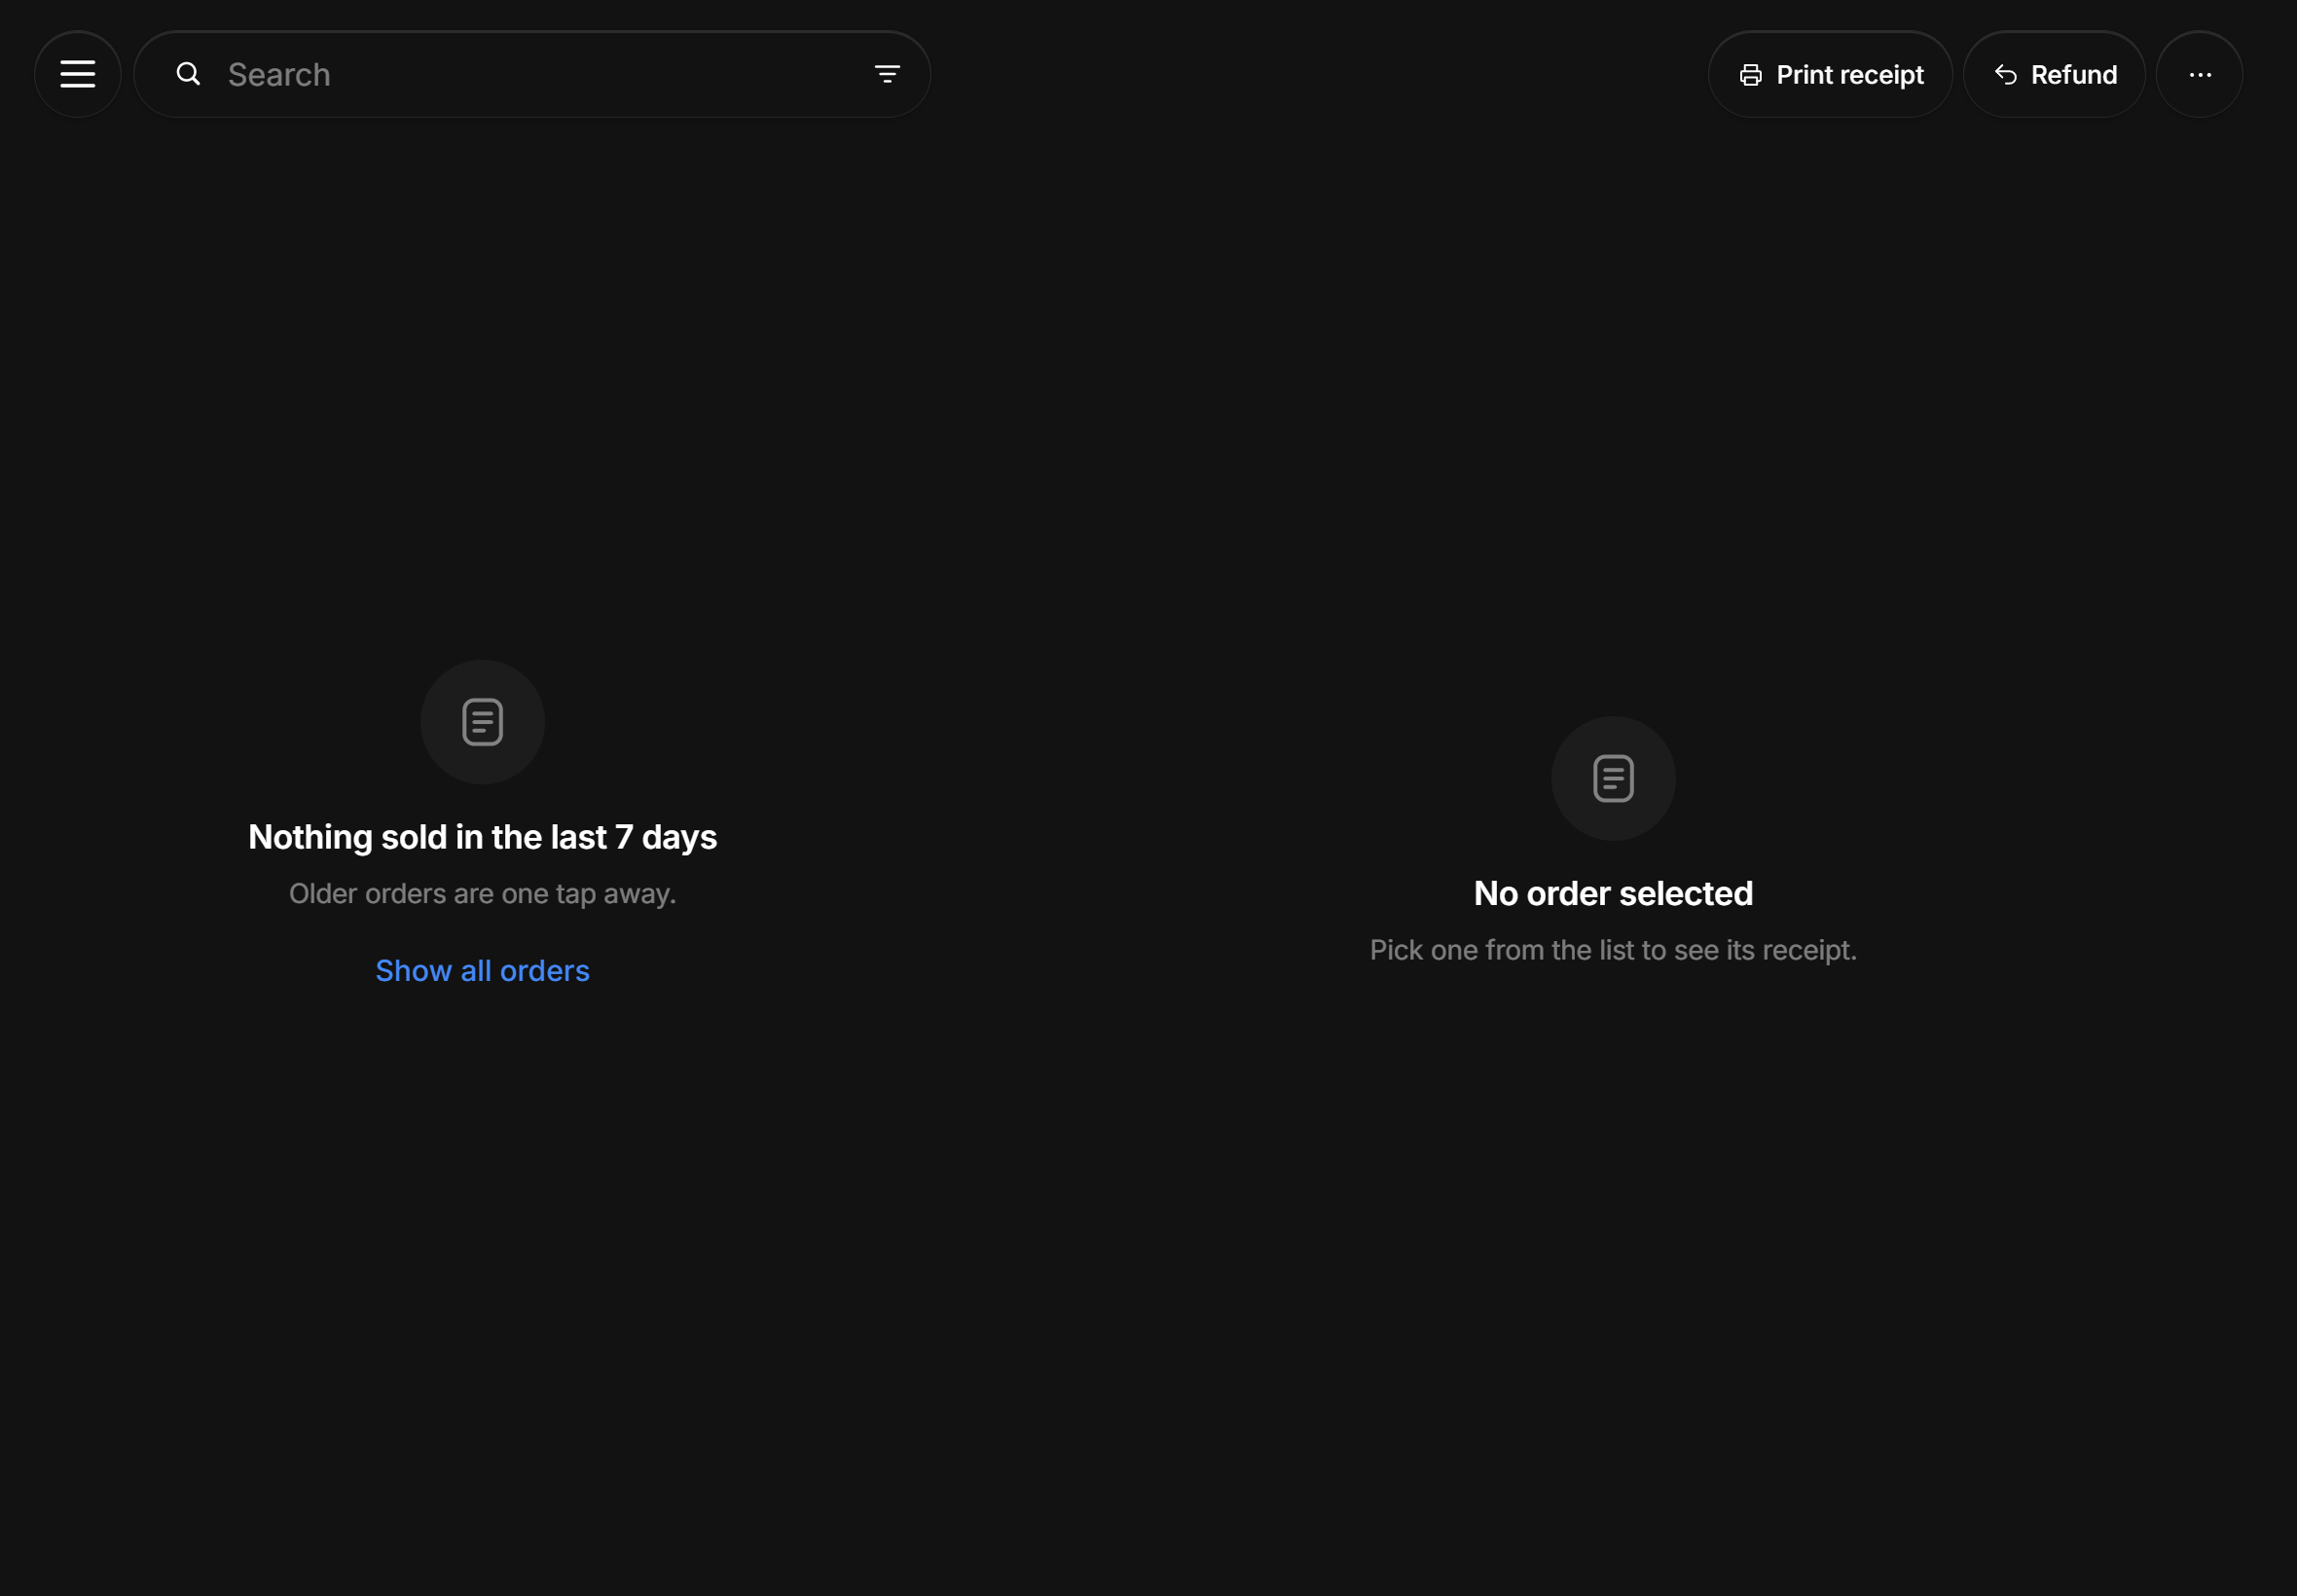 Search
Print receipt
Refund
Nothing sold in the last 7 days
Older orders are one tap away.
Show all orders
No order selected
Pick one from the list to see its receipt.